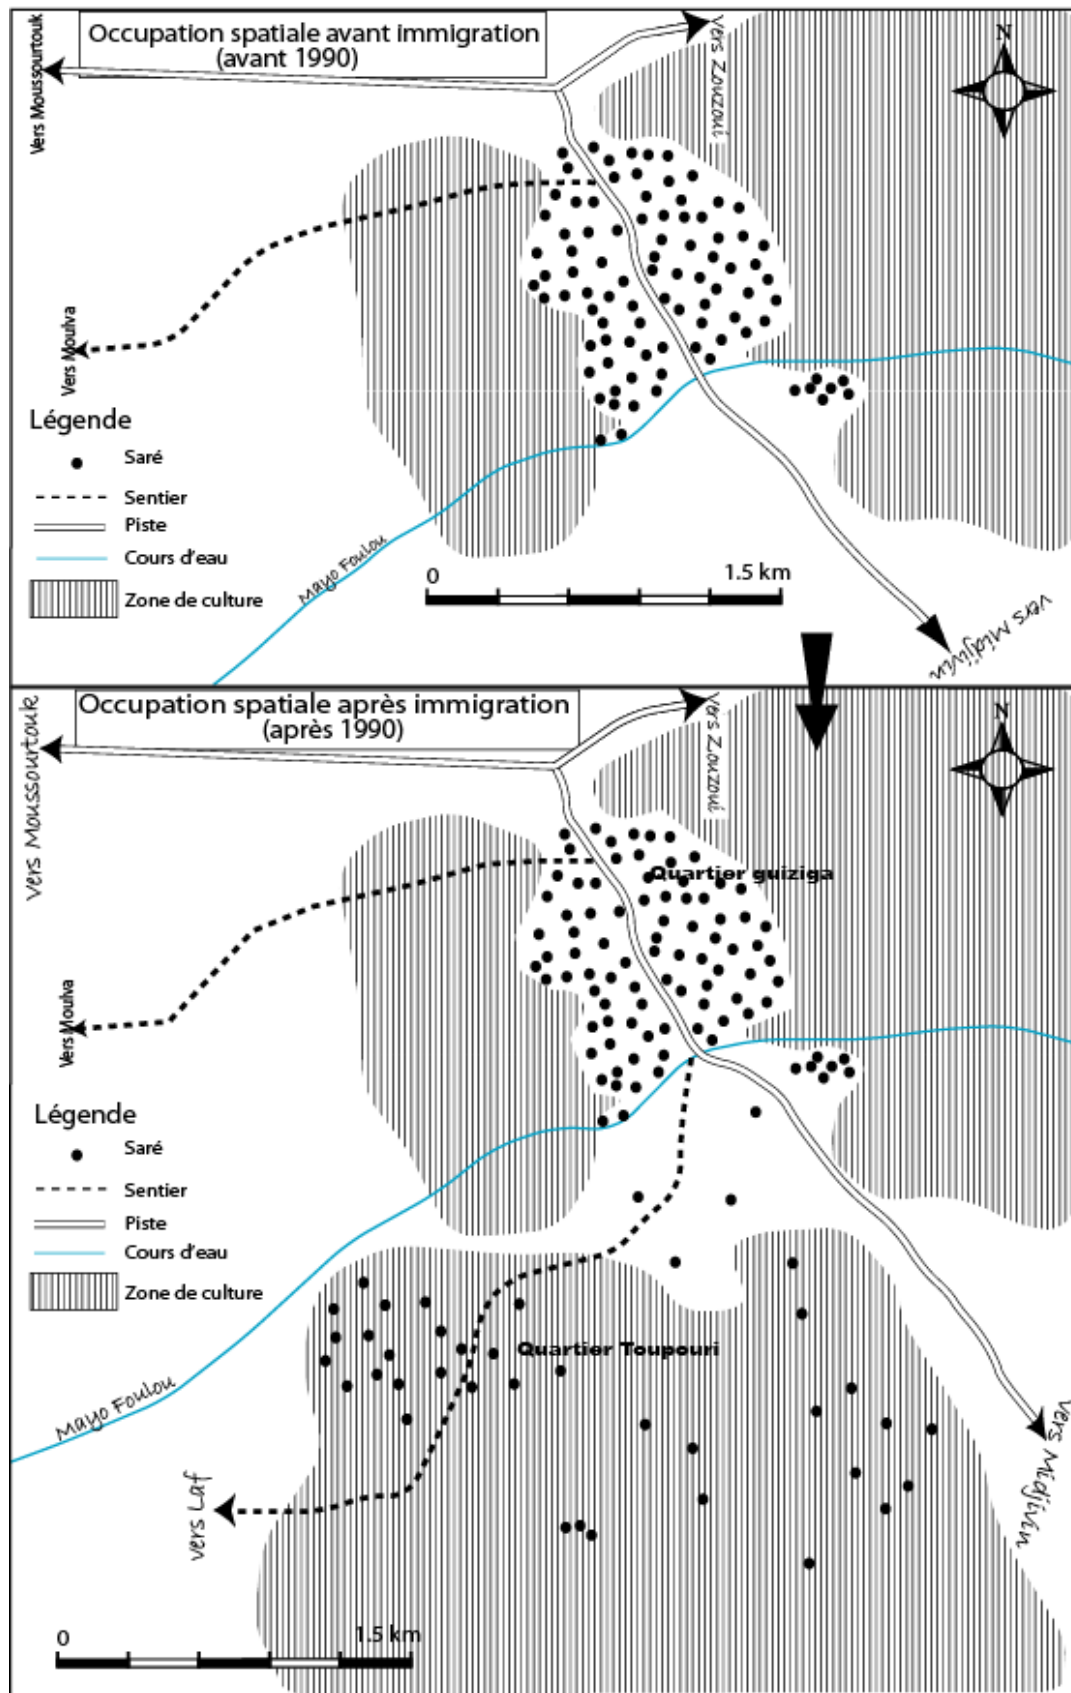 Occupation spatiale avant immigration
(avant 1990)
Vers Moussourtouk
Vers Zouzoui
N
Vers Moulva
Légende
Saré
Sentier
Piste
Cours d'eau
Zone de culture
Mayo Foulou
0
1.5 km
vers Midjivin
Occupation spatiale après immigration
(après 1990)
vers Moussourtouk
Vers Zouzoui
N
Quartier guiziga
Vers Moulva
Légende
Saré
Sentier
Piste
Cours d'eau
Zone de culture
Quartier Toupouri
Mayo Foulou
vers Laf
vers Midjivin
0
1.5 km